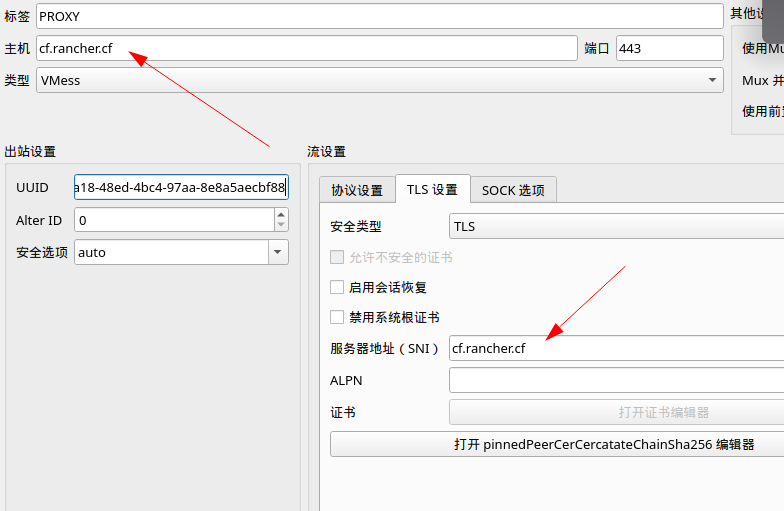 标签 PROXY
其他设
主机 cf.rancher.cf 端口 443
使用Mu
类型 VMess
Mux 并
使用前置
出站设置
流设置
UUID a18-48ed-4bc4-97aa-8e8a5aecbf88
Alter ID 0
安全选项 auto
协议设置 TLS 设置 SOCK 选项
安全类型 TLS
允许不安全的证书
启用会话恢复
禁用系统根证书
服务器地址（SNI） cf.rancher.cf
ALPN
证书 打开证书编辑器
打开 pinnedPeerCerCercatateChainSha256 编辑器